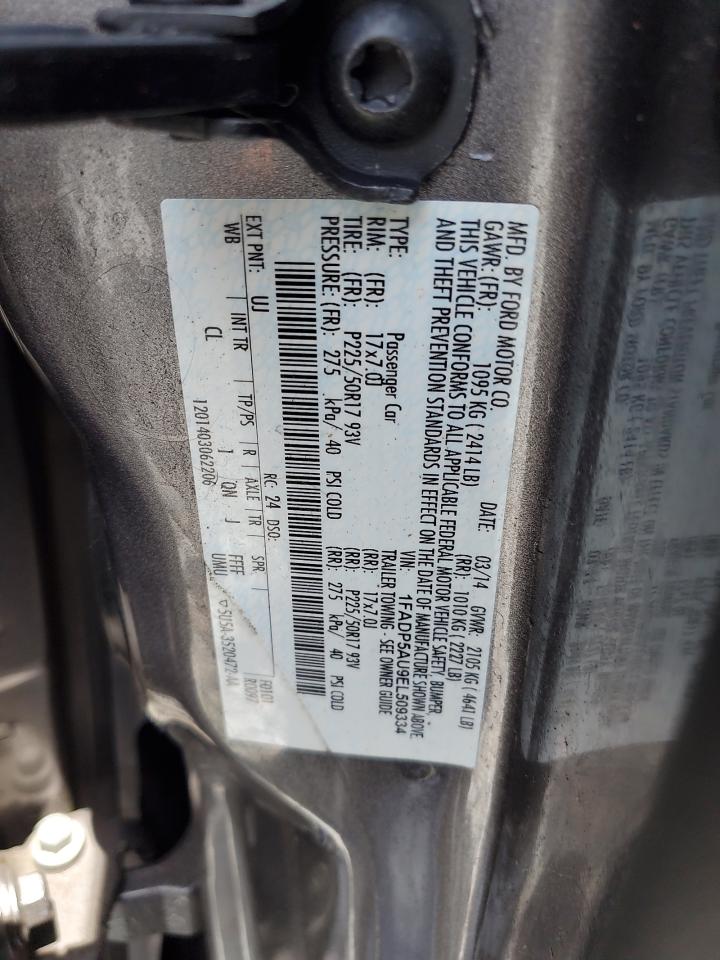 MFD. BY FORD MOTOR CO.
DATE: 03/14 GVWR: 2105 KG ( 4641 LB)
GAWR: (FR): 1095 KG ( 2414 LB) (RR): 1010 KG ( 2227 LB)
THIS VEHICLE CONFORMS TO ALL APPLICABLE FEDERAL MOTOR VEHICLE SAFETY, BUMPER,
AND THEFT PREVENTION STANDARDS IN EFFECT ON THE DATE OF MANUFACTURE SHOWN ABOVE
VIN: 1FADP5AU9EL509334
TYPE: Passenger Car TRAILER TOWING - SEE OWNER GUIDE
RIM: (FR): 17x7.0J (RR): 17x7.0J
TIRE: (FR): P225/50R17 93V (RR): P225/50R17 93V
PRESSURE: (FR): 275 kPa/ 40 PSI COLD (RR): 275 kPa/ 40 PSI COLD
EXT PNT: UJ RC: 24 DSO: F0101
WB | INT TR | TP/PS | R | AXLE | TR | SPR |
CL 1 QN J FFFF
1201403062206 UMU
5U5A-3520472-AA